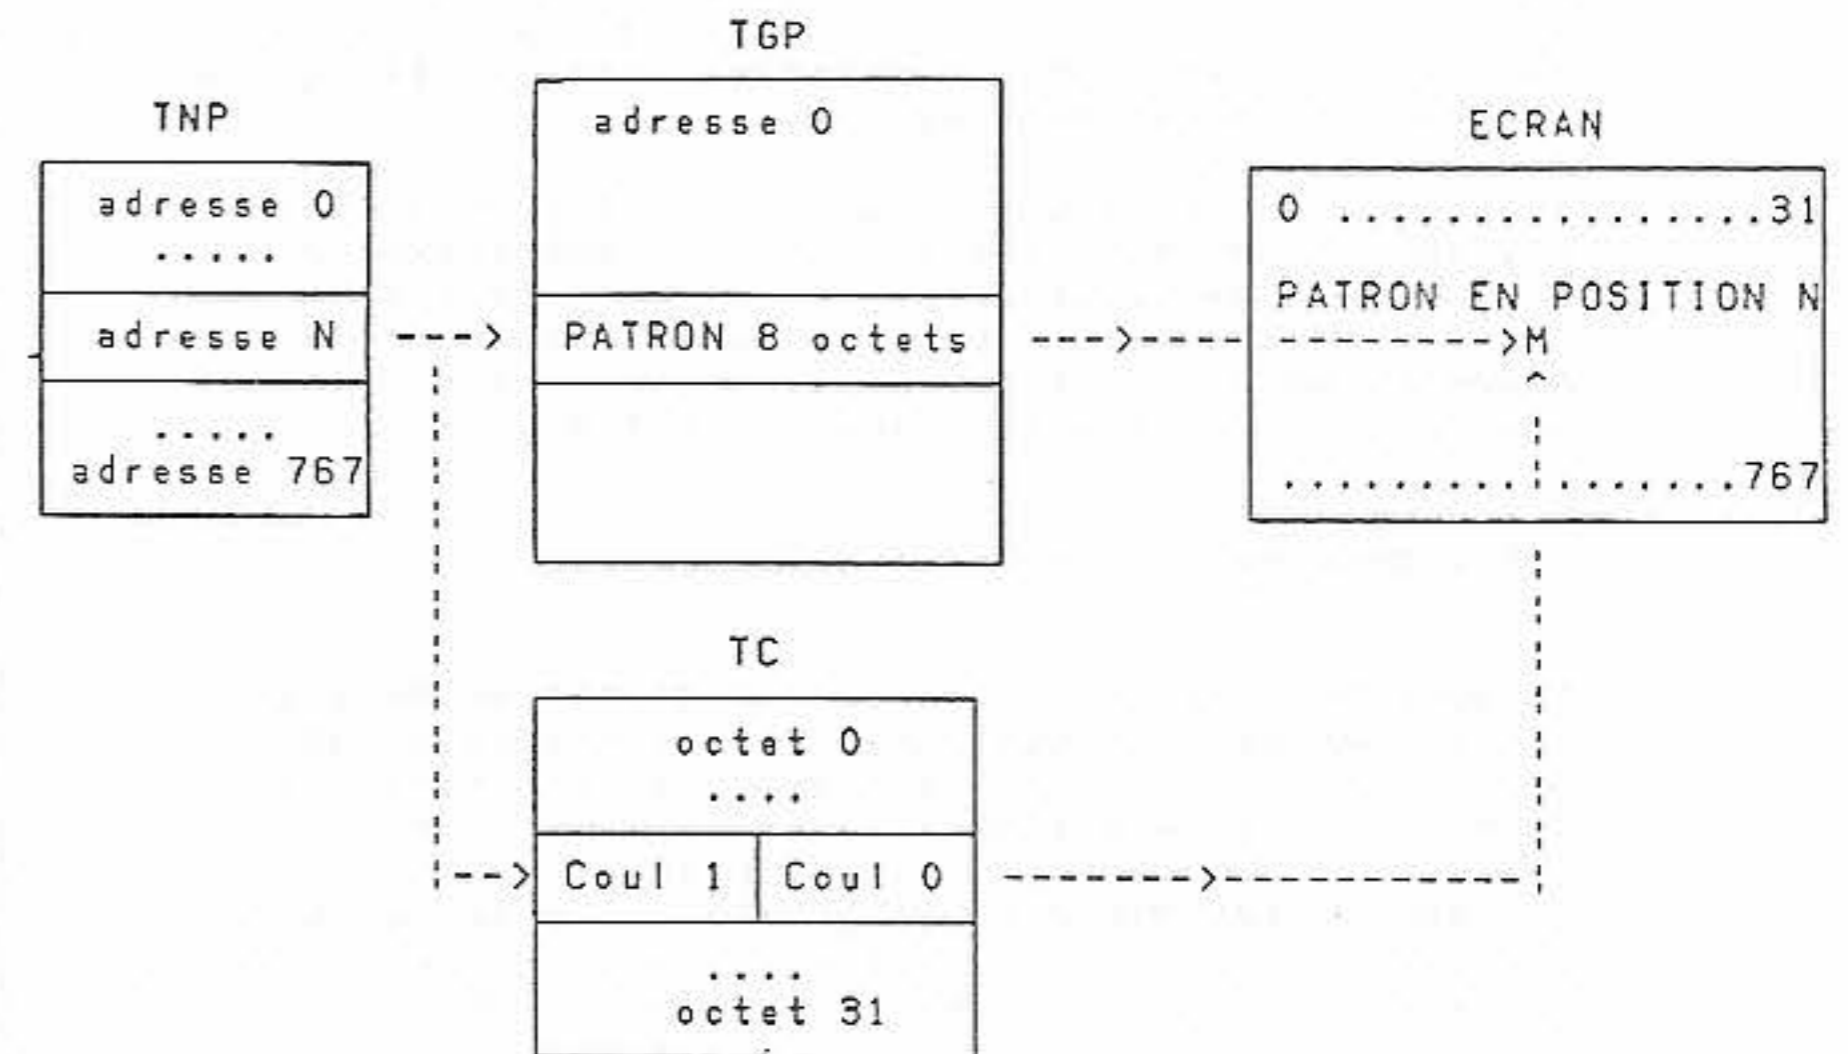 TNP
adresse 0
.....
adresse N
.....
adresse 767
--->
TGP
adresse 0
PATRON 8 octets
--->----
ECRAN
0 ................31
PATRON EN POSITION N
-------->M
^
.................767
TC
octet 0
....
-->
Coul 1
Coul 0
-------->-----------
....
octet 31